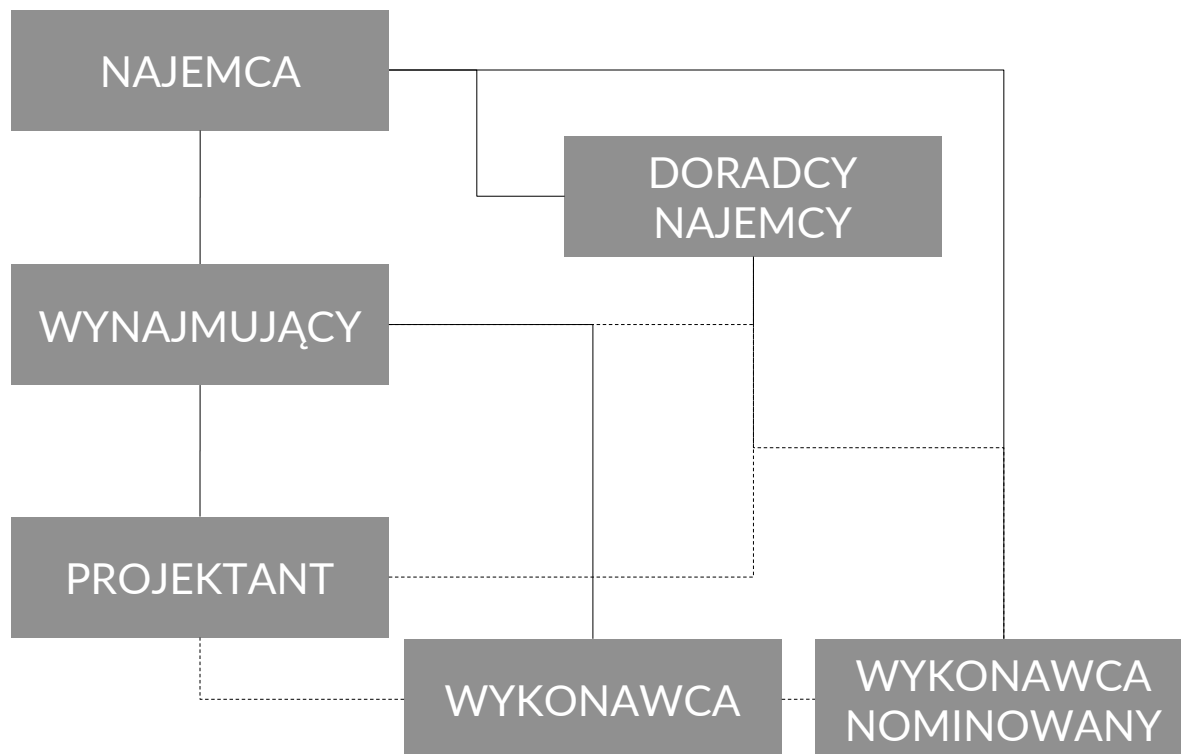 NAJEMCA
DORADCY
NAJEMCY
WYNAJMUJĄCY
PROJEKTANT
WYKONAWCA
WYKONAWCA
NOMINOWANY